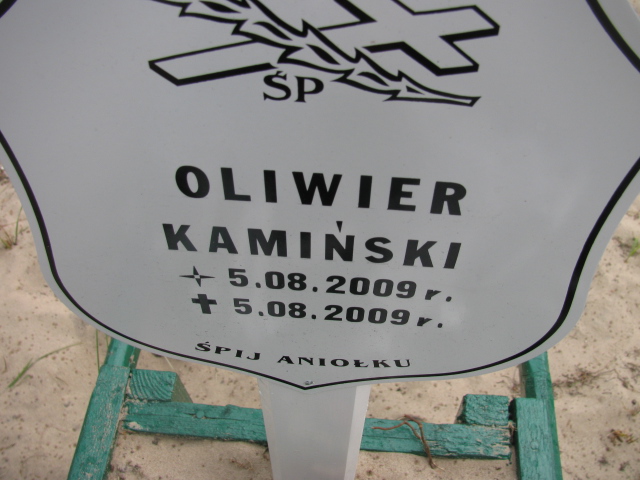 ŚP
OLIWIER
KAMIŃSKI
5.08.2009 r.
5.08.2009 r.
ŚPIJ ANIOŁKU